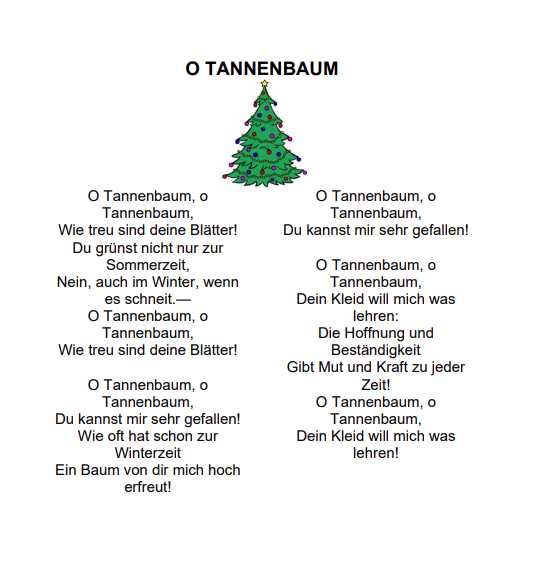 O TANNENBAUM
O Tannenbaum, o
Tannenbaum,
Wie treu sind deine Blätter!
Du grünst nicht nur zur
Sommerzeit,
Nein, auch im Winter, wenn
es schneit.—
O Tannenbaum, o
Tannenbaum,
Wie treu sind deine Blätter!

O Tannenbaum, o
Tannenbaum,
Du kannst mir sehr gefallen!
Wie oft hat schon zur
Winterzeit
Ein Baum von dir mich hoch
erfreut!
O Tannenbaum, o
Tannenbaum,
Du kannst mir sehr gefallen!

O Tannenbaum, o
Tannenbaum,
Dein Kleid will mich was
lehren:
Die Hoffnung und
Beständigkeit
Gibt Mut und Kraft zu jeder
Zeit!
O Tannenbaum, o
Tannenbaum,
Dein Kleid will mich was
lehren!